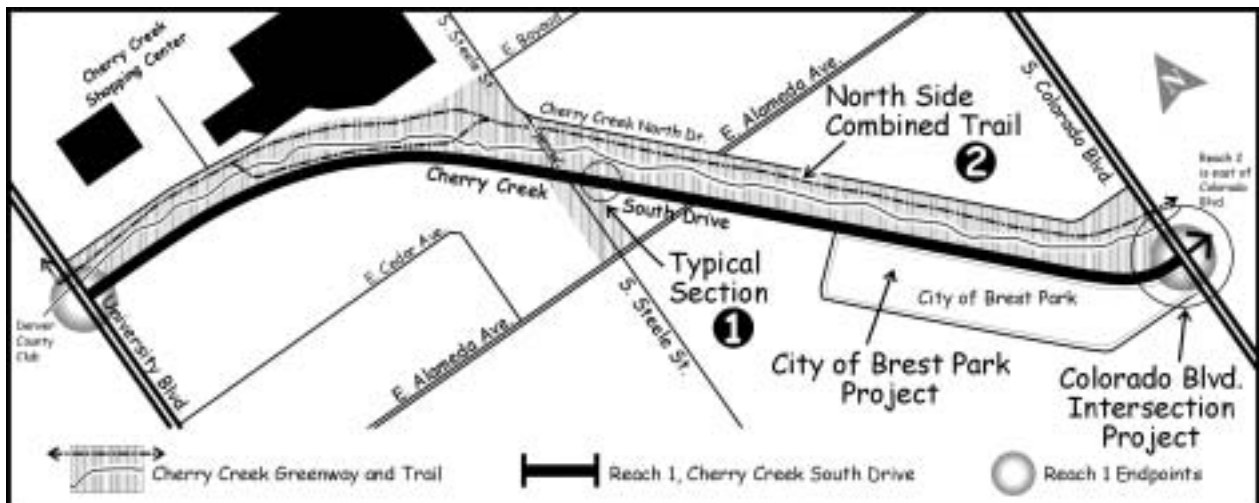 Cherry Creek
Shopping Center
S. Steele St.
E. Bayaud
Cherry Creek North Dr.
E. Alameda Ave.
North Side
Combined Trail
2
S. Colorado Blvd.
N
Reach 2
is east of
Colorado
Blvd.
Cherry Creek
South Drive
Typical
Section
1
E. Cedar Ave.
E. Alameda Ave.
S. Steele St.
University Blvd.
Denver
County
Club
City of Brest Park
City of Brest Park
Project
Colorado Blvd.
Intersection
Project
Cherry Creek Greenway and Trail
Reach 1, Cherry Creek South Drive
Reach 1 Endpoints